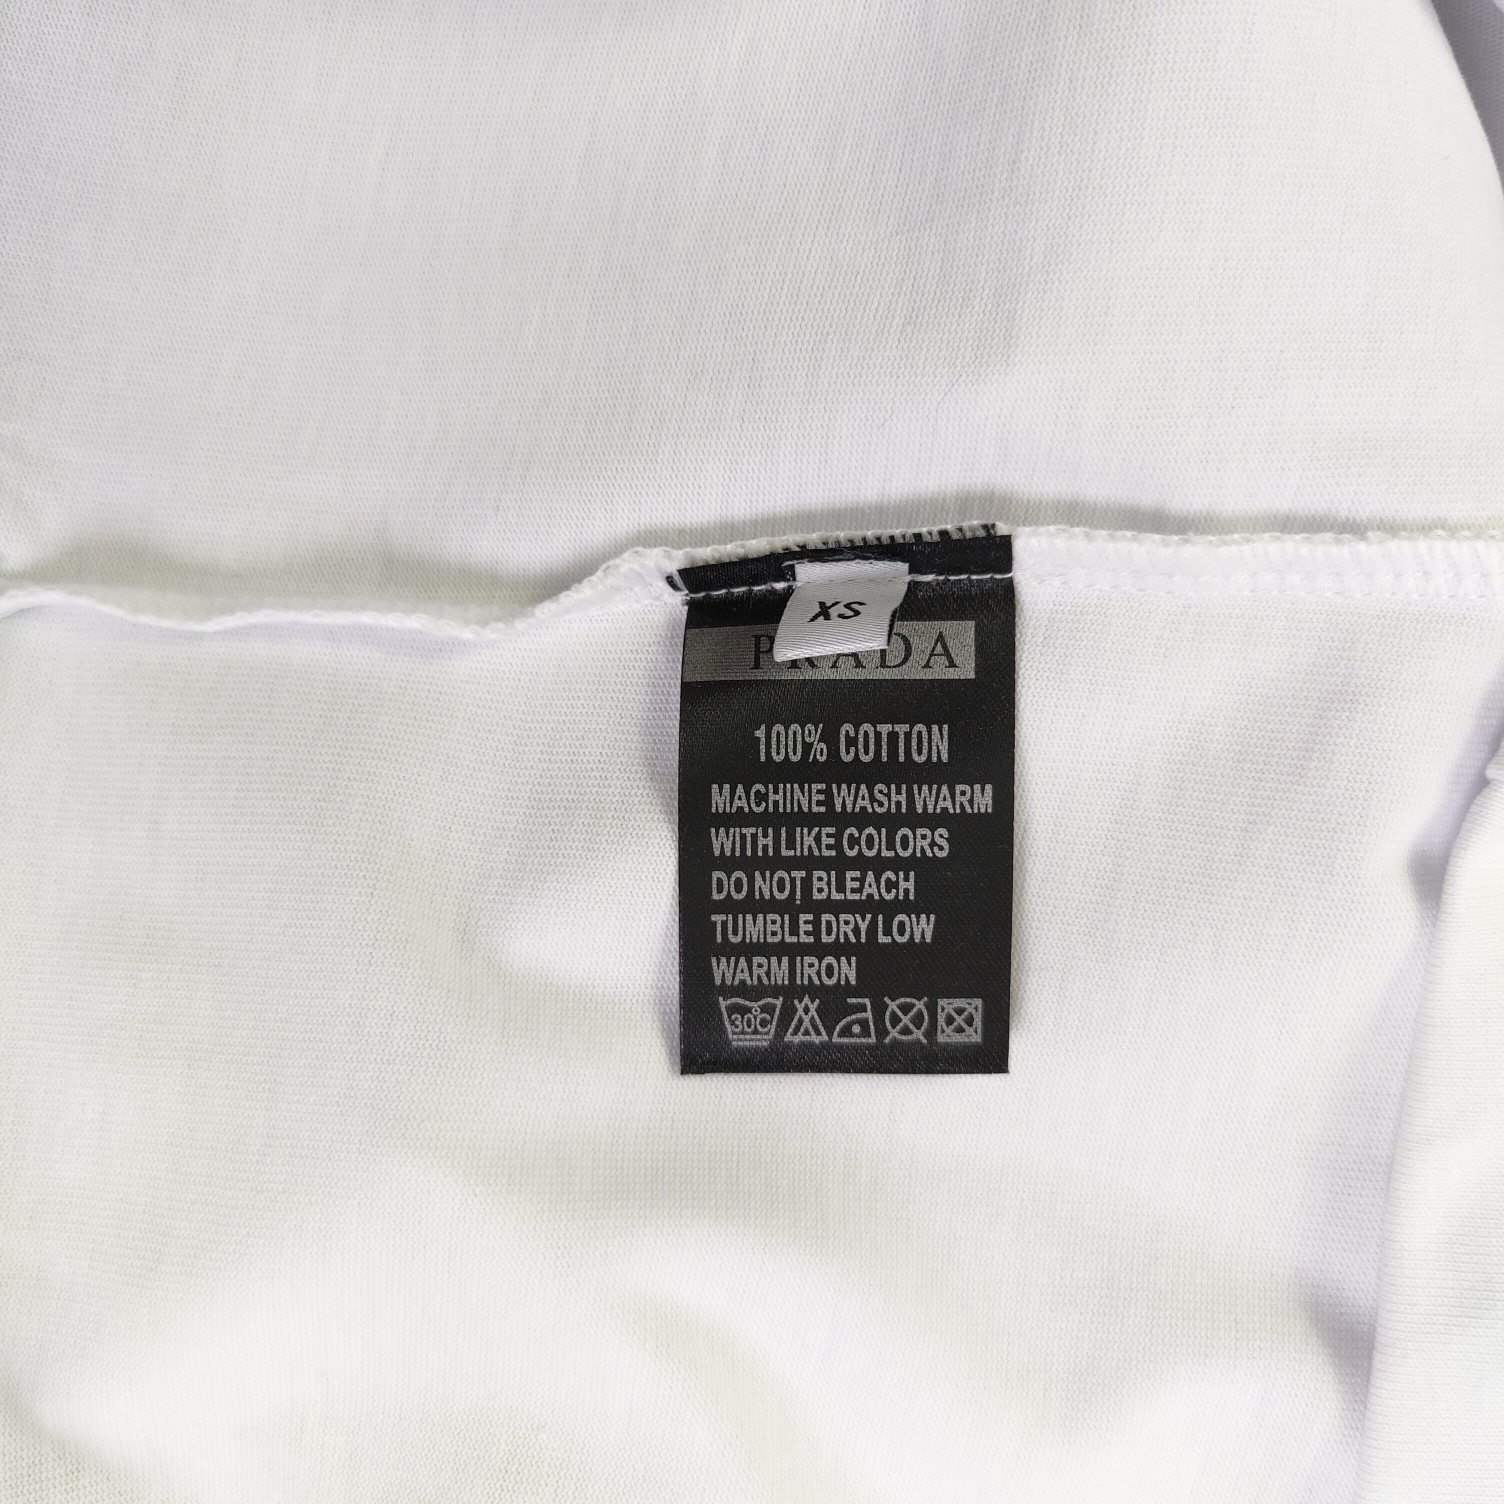 XS
PRADA
100% COTTON
MACHINE WASH WARM
WITH LIKE COLORS
DO NOT BLEACH
TUMBLE DRY LOW
WARM IRON
30°C